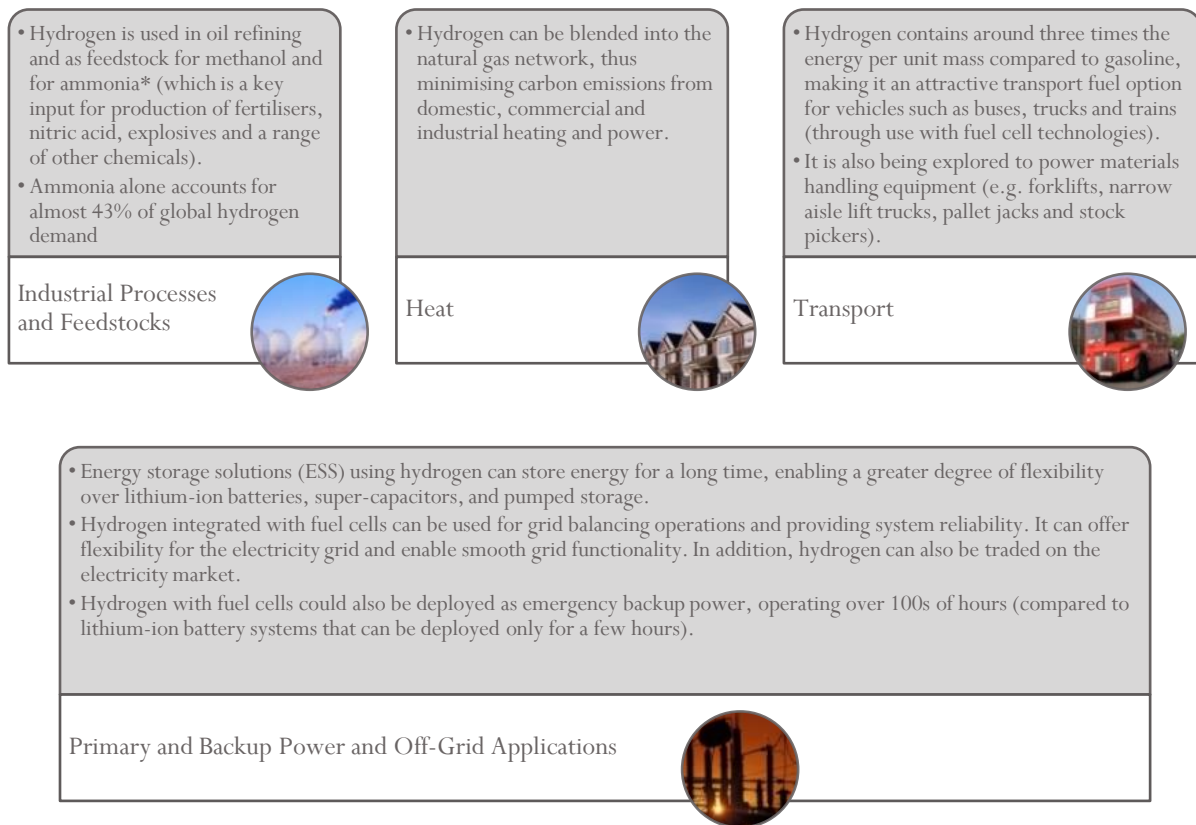 • Hydrogen is used in oil refining
and as feedstock for methanol and
for ammonia* (which is a key
input for production of fertilisers,
nitric acid, explosives and a range
of other chemicals).
• Ammonia alone accounts for
almost 43% of global hydrogen
demand
Industrial Processes
and Feedstocks
• Hydrogen can be blended into the
natural gas network, thus
minimising carbon emissions from
domestic, commercial and
industrial heating and power.
Heat
• Hydrogen contains around three times the
energy per unit mass compared to gasoline,
making it an attractive transport fuel option
for vehicles such as buses, trucks and trains
(through use with fuel cell technologies).
• It is also being explored to power materials
handling equipment (e.g. forklifts, narrow
aisle lift trucks, pallet jacks and stock
pickers).
Transport
• Energy storage solutions (ESS) using hydrogen can store energy for a long time, enabling a greater degree of flexibility
over lithium-ion batteries, super-capacitors, and pumped storage.
• Hydrogen integrated with fuel cells can be used for grid balancing operations and providing system reliability. It can offer
flexibility for the electricity grid and enable smooth grid functionality. In addition, hydrogen can also be traded on the
electricity market.
• Hydrogen with fuel cells could also be deployed as emergency backup power, operating over 100s of hours (compared to
lithium-ion battery systems that can be deployed only for a few hours).
Primary and Backup Power and Off-Grid Applications